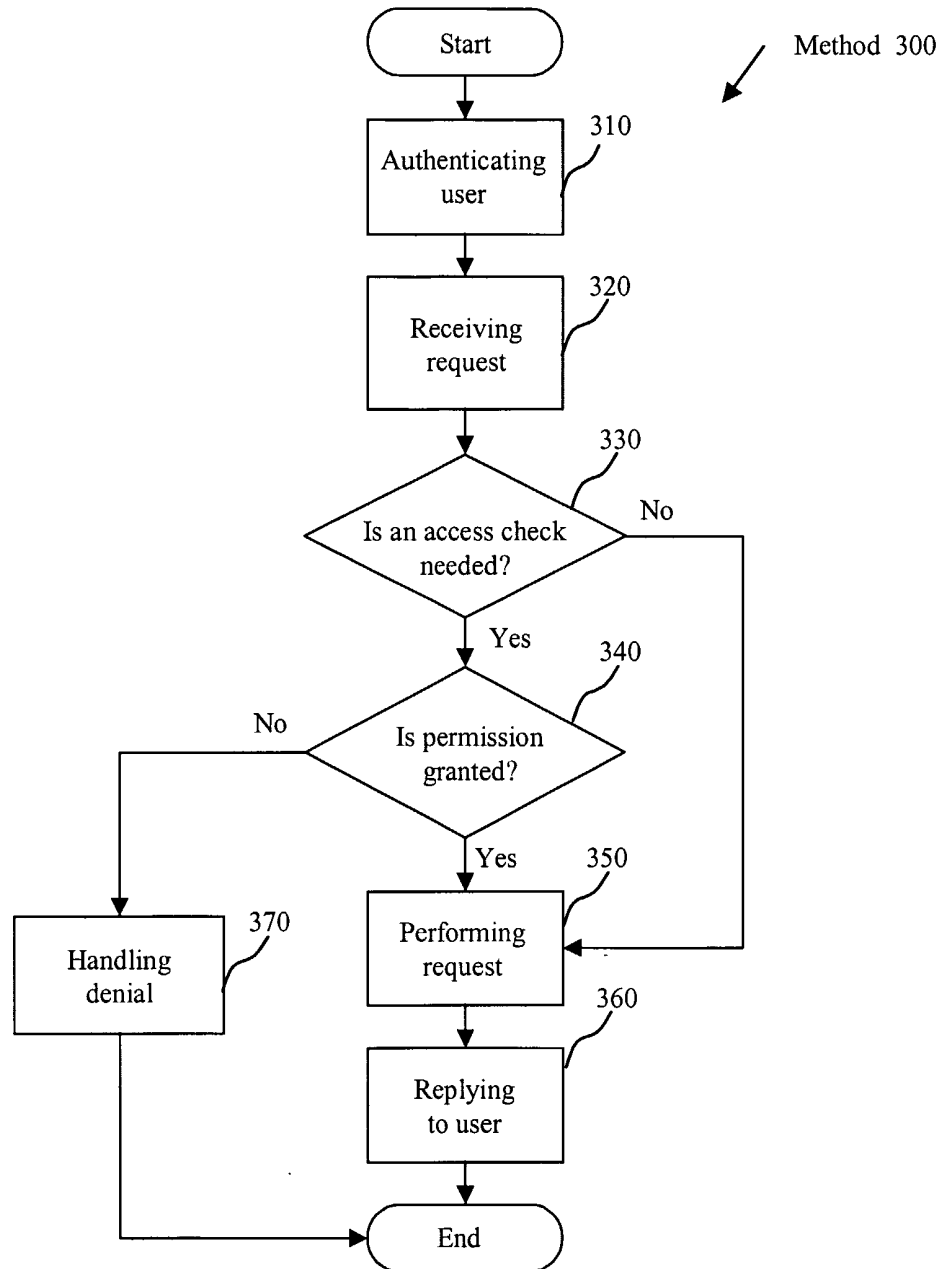 Start
Method 300
310
Authenticating
user
320
Receiving
request
330
Is an access check
needed?
No
Yes
340
No
Is permission
granted?
Yes
350
Performing
request
370
Handling
denial
360
Replying
to user
End